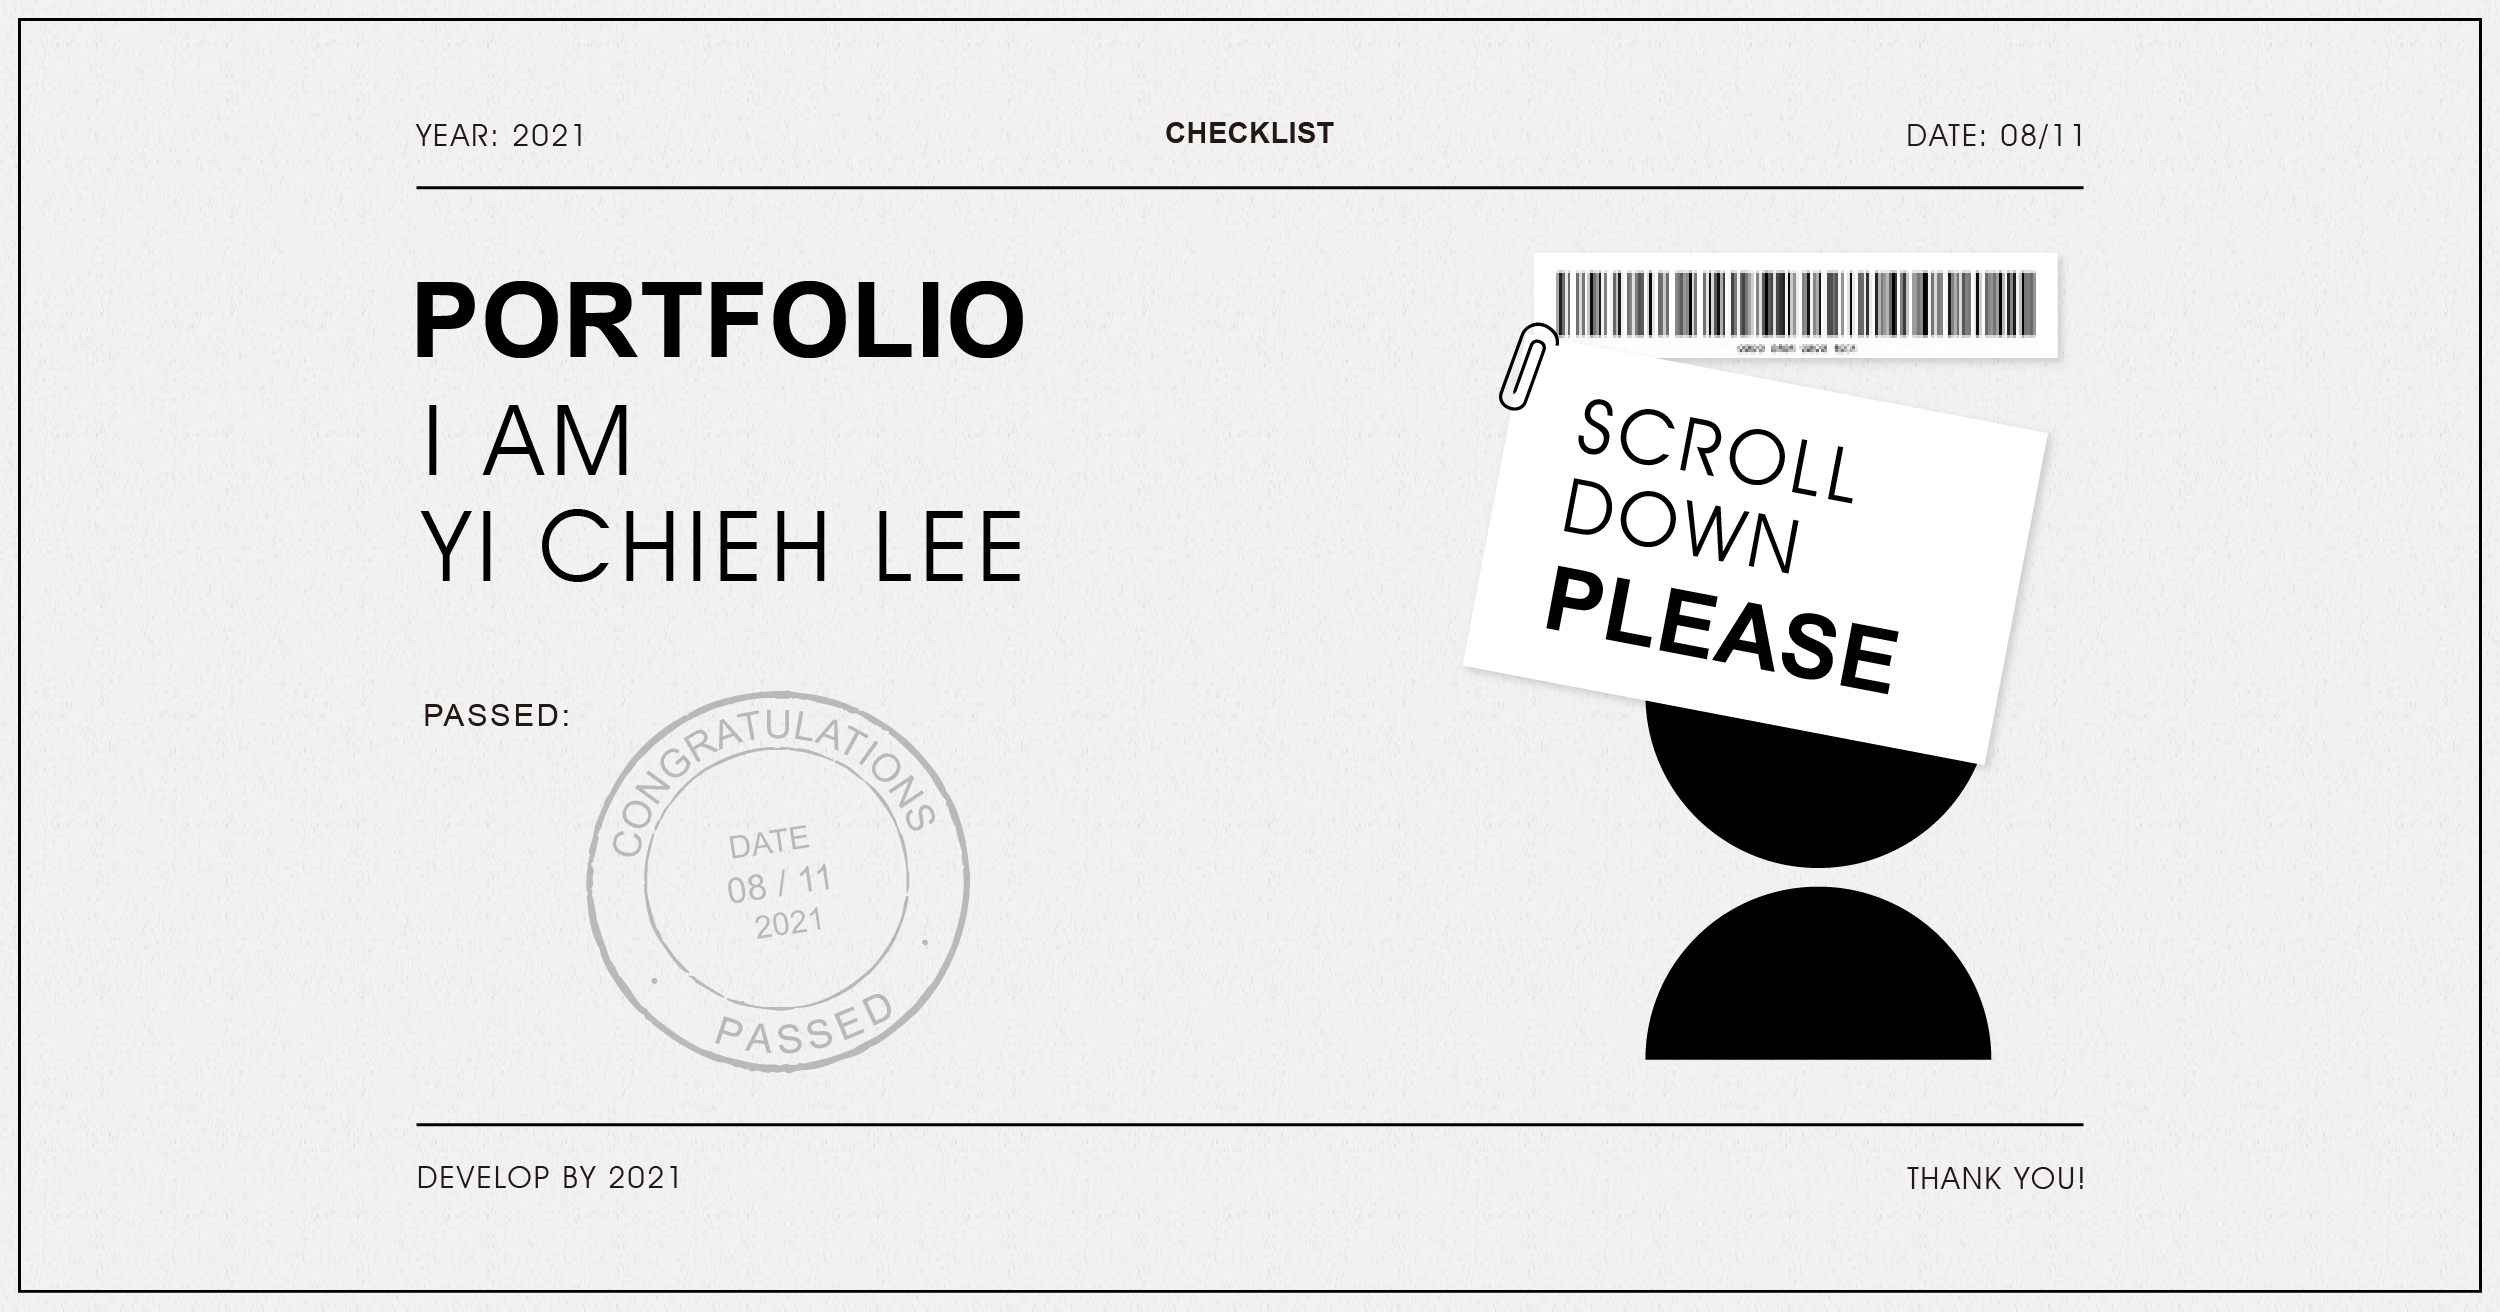 YEAR: 2021
CHECKLIST
DATE: 08/11
PORTFOLIO
I AM
YI CHIEH LEE
SCROLL
DOWN
PLEASE
PASSED:
CONGRATULATIONS
DATE
08 / 11
2021
PASSED
DEVELOP BY 2021
THANK YOU!